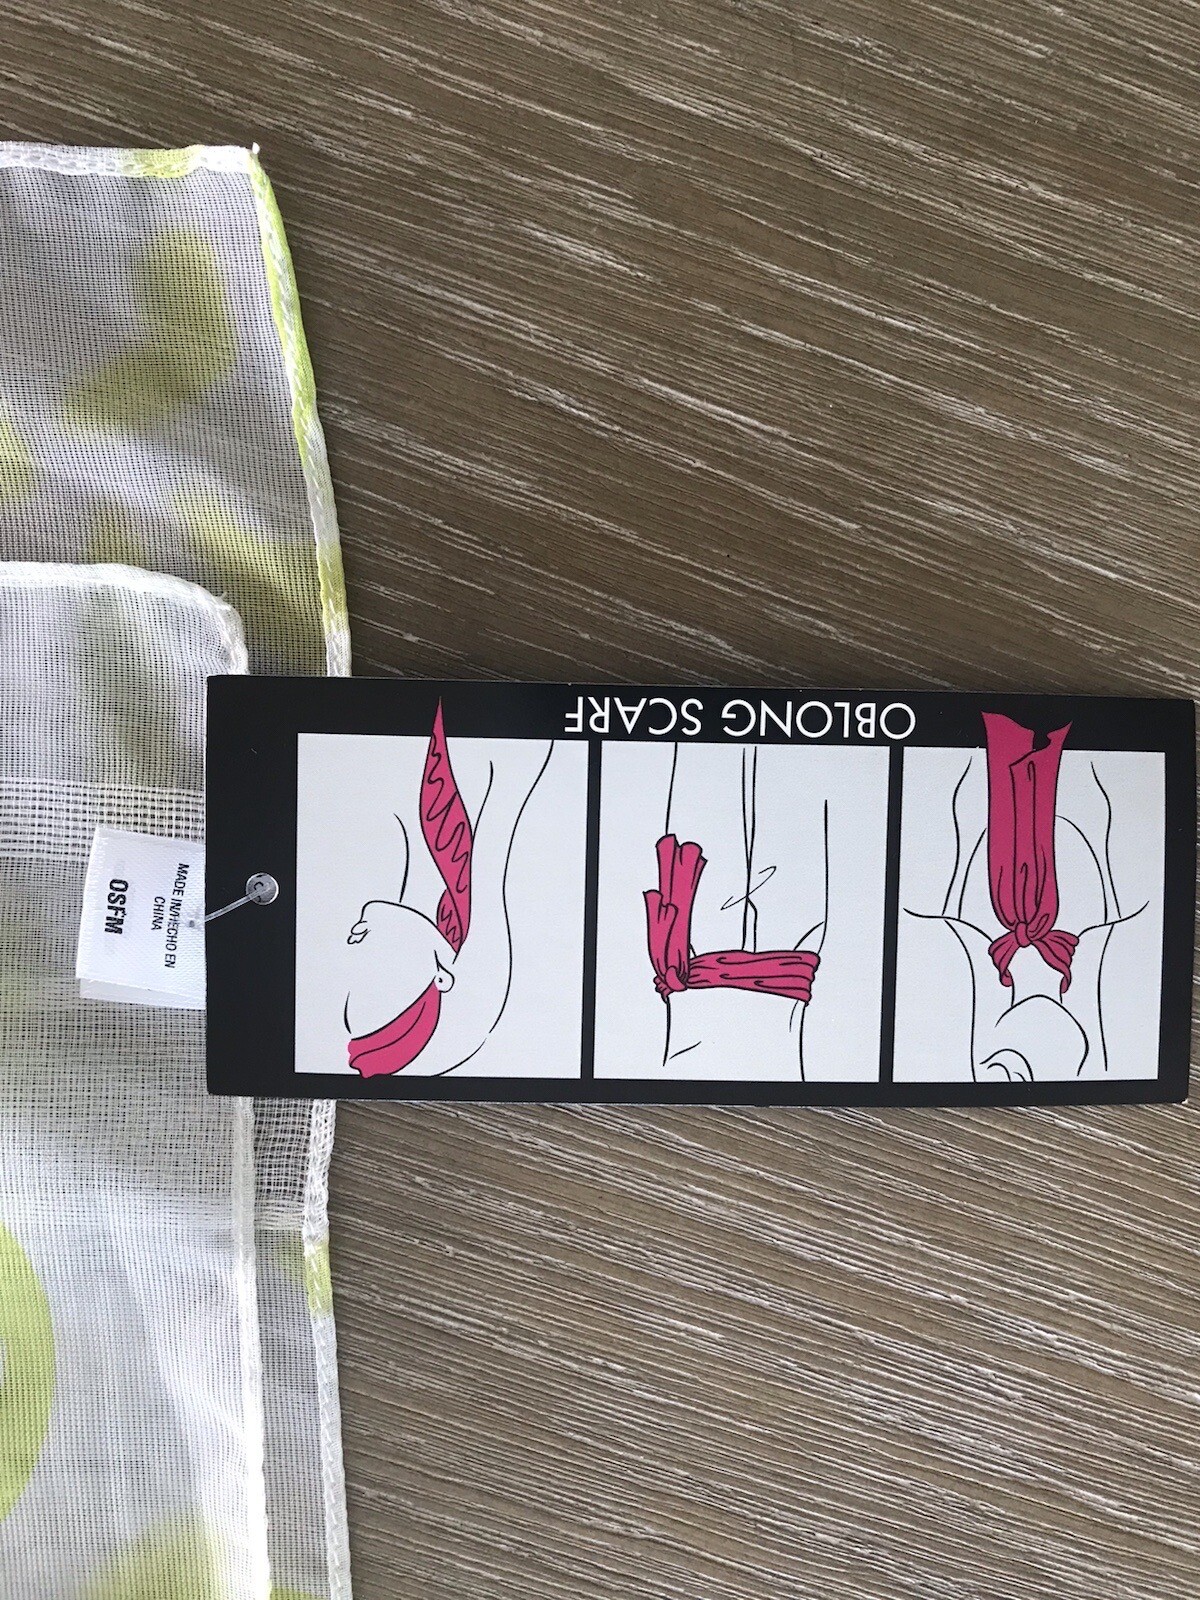 OBLONG SCARF
MADE IN/HECHO EN
CHINA
OSFM